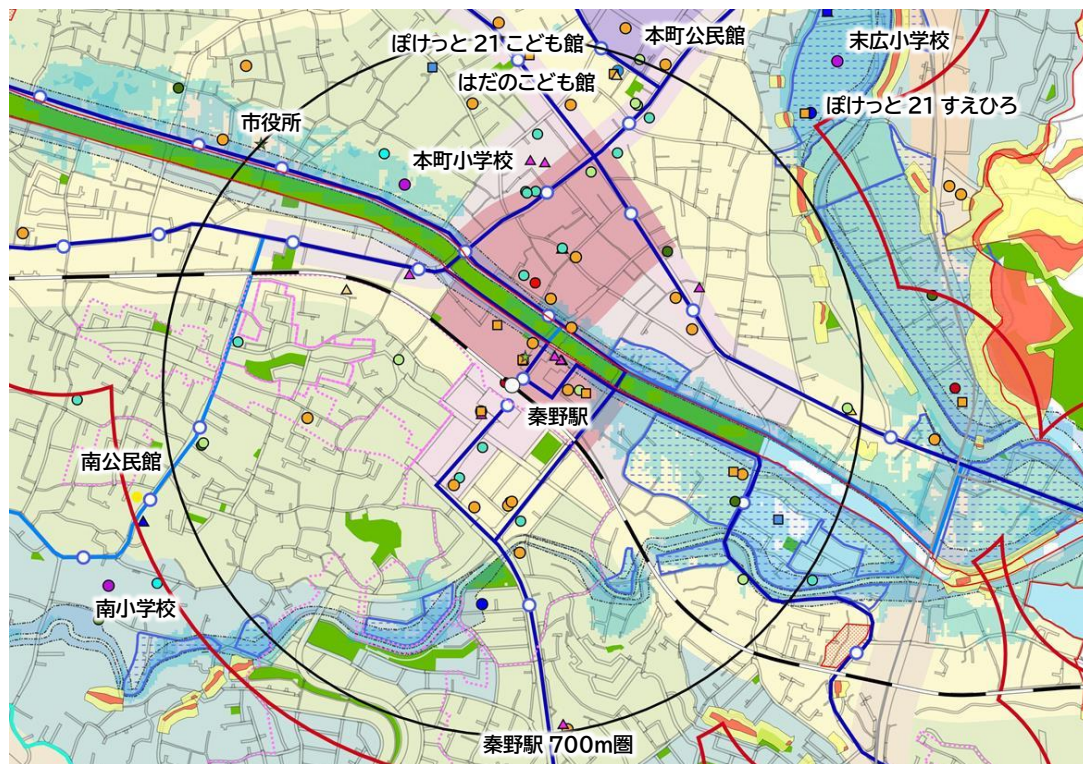 ぽけっと 21 こども館
本町公民館
末広小学校
はだのこども館
ぽけっと 21 すえひろ
市役所
本町小学校
秦野駅
南公民館
南小学校
秦野駅 700m圏